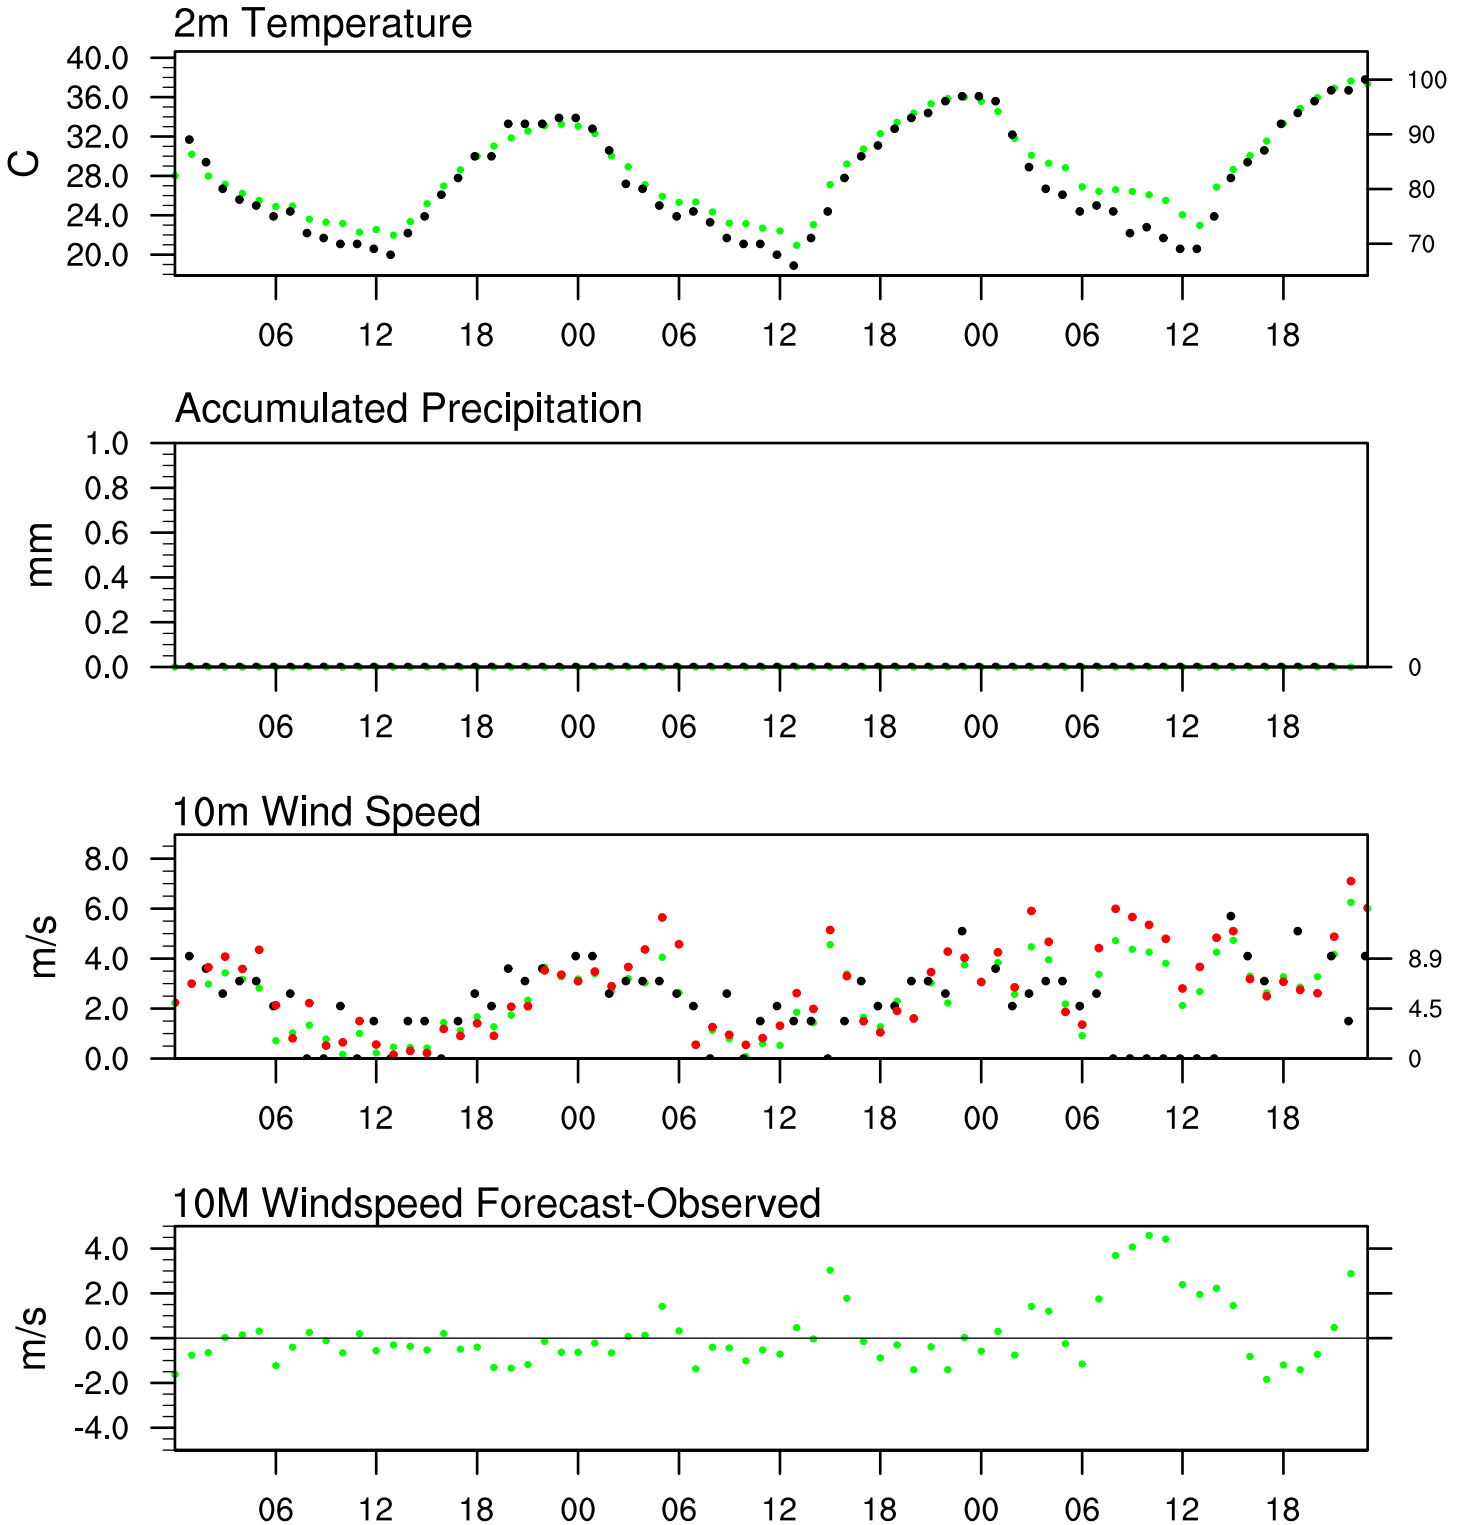 2m Temperature
40.0
36.0
32.0
28.0
24.0
20.0
C
100
90
80
70
06 12 18 00 06 12 18 00 06 12 18
Accumulated Precipitation
1.0
0.8
0.6
0.4
0.2
0.0
mm
0
06 12 18 00 06 12 18 00 06 12 18
10m Wind Speed
8.0
6.0
4.0
2.0
0.0
m/s
8.9
4.5
0
06 12 18 00 06 12 18 00 06 12 18
10M Windspeed Forecast-Observed
4.0
2.0
0.0
-2.0
-4.0
m/s
06 12 18 00 06 12 18 00 06 12 18